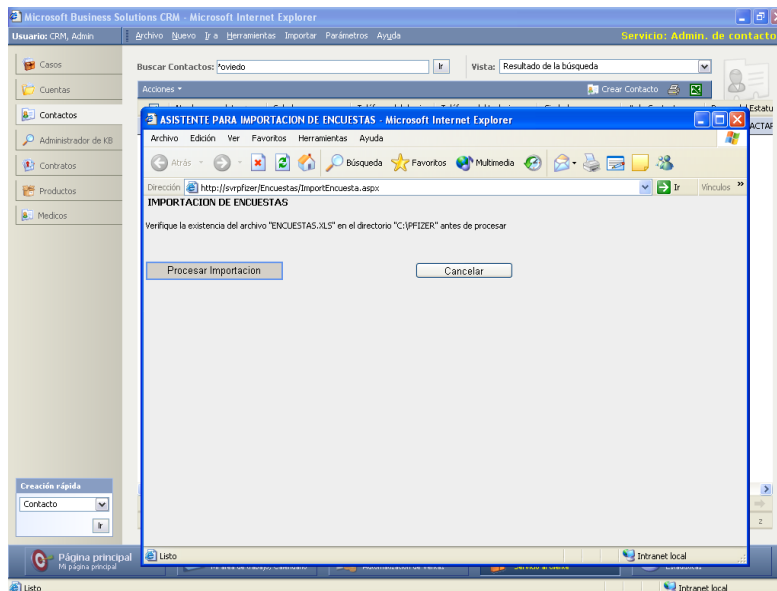 Microsoft Business Solutions CRM - Microsoft Internet Explorer
Usuario: CRM, Admin
Archivo Nuevo Ir a Herramientas Importar Parámetros Ayuda
Servicio: Admin. de contacto
Casos
Cuentas
Contactos
Administrador de KB
Contratos
Productos
Medicos
Buscar Contactos: *oviedo
Ir
Vista: Resultado de la búsqueda
Acciones
Crear Contacto
Estatu
ASISTENTE PARA IMPORTACION DE ENCUESTAS - Microsoft Internet Explorer
Archivo Edición Ver Favoritos Herramientas Ayuda
Atrás Búsqueda Favoritos Multimedia
Dirección http://svrpfizer/Encuestas/ImportEncuesta.aspx Ir Vínculos »
IMPORTACION DE ENCUESTAS
Verifique la existencia del archivo "ENCUESTAS.XLS" en el directorio "C:\PFIZER" antes de procesar
Procesar Importacion Cancelar
Listo Intranet local
Creación rápida
Contacto
Ir
z
Página principal
Mi página principal
Listo Intranet local